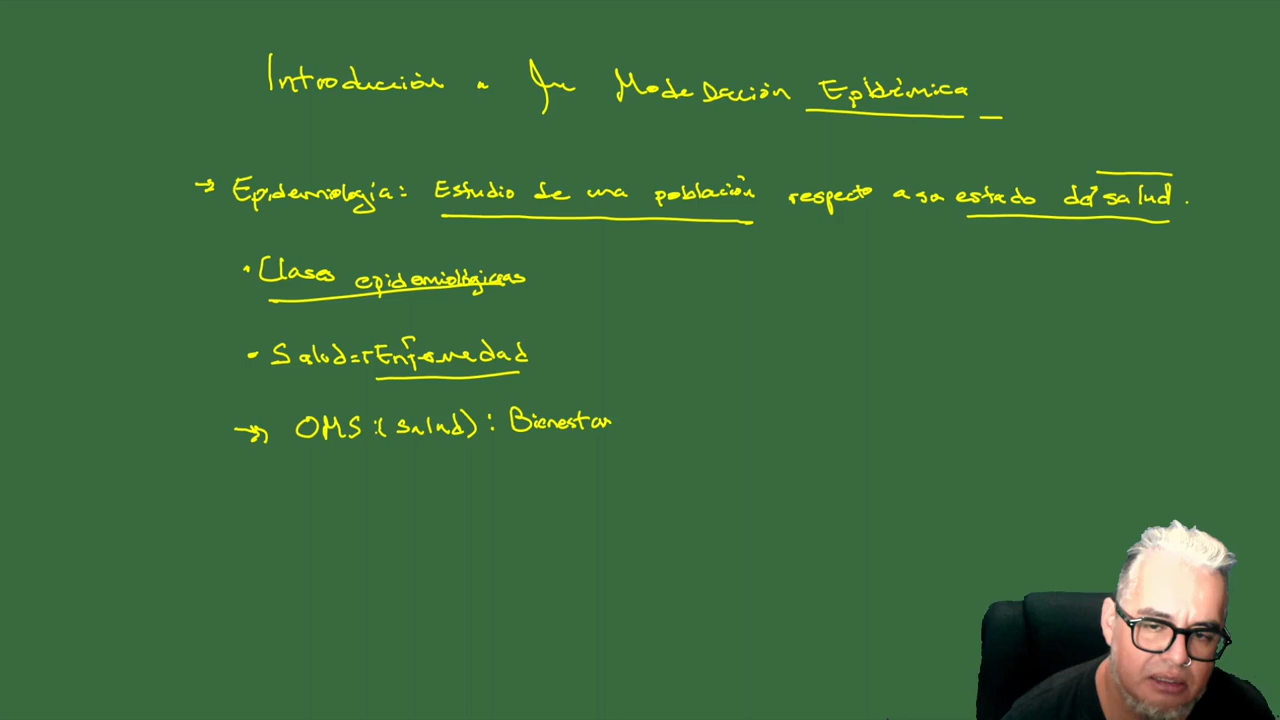 Introducción a la Modelación Epidémica
→ Epidemiología: Estudio de una población respecto a su estado de salud.
• Clases epidemiológicas
• Salud = ⌐Enfermedad
→ OMS: (salud): Bienestar